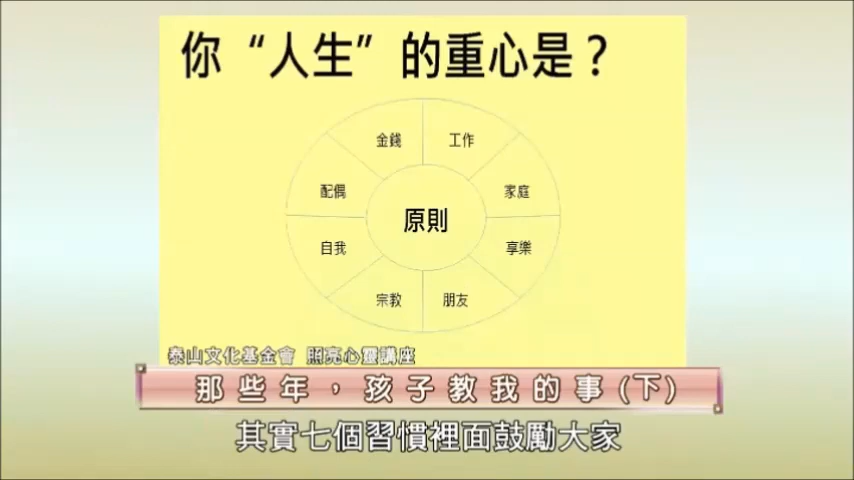 你“人生”的重心是？
金錢 工作
配偶 家庭
原則
自我 享樂
宗教 朋友
泰山文化基金會 照亮心靈講座
那些年，孩子教我的事(下)
其實七個習慣裡面鼓勵大家